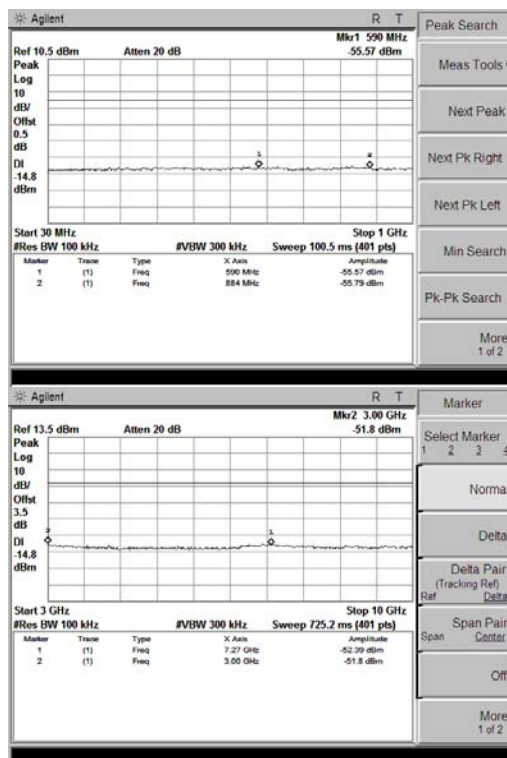 Agilent R T
Peak Search
Mkr1 590 MHz
Ref 10.5 dBm Atten 20 dB -55.57 dBm
Peak
Log
10
dB/
Offst
0.5
dB
DI
-14.8
dBm
1
2
Start 30 MHz Stop 1 GHz
#Res BW 100 kHz #VBW 300 kHz Sweep 100.5 ms (401 pts)
Marker Trace Type X Axis Amplitude
1 (1) Freq 590 MHz -55.57 dBm
2 (1) Freq 884 MHz -55.79 dBm
Meas Tools
Next Peak
Next Pk Right
Next Pk Left
Min Search
Pk-Pk Search
More
1 of 2
Agilent R T
Marker
Mkr2 3.00 GHz
Ref 13.5 dBm Atten 20 dB -51.8 dBm
Peak
Log
10
dB/
Offst
3.5
dB
DI
-14.8
dBm
2
1
Start 3 GHz Stop 10 GHz
#Res BW 100 kHz #VBW 300 kHz Sweep 725.2 ms (401 pts)
Marker Trace Type X Axis Amplitude
1 (1) Freq 7.27 GHz -52.39 dBm
2 (1) Freq 3.00 GHz -51.8 dBm
Select Marker
1 2 3 4
Normal
Delta
Delta Pair
(Tracking Ref)
Ref Delta
Span Pair
Span Center
Off
More
1 of 2